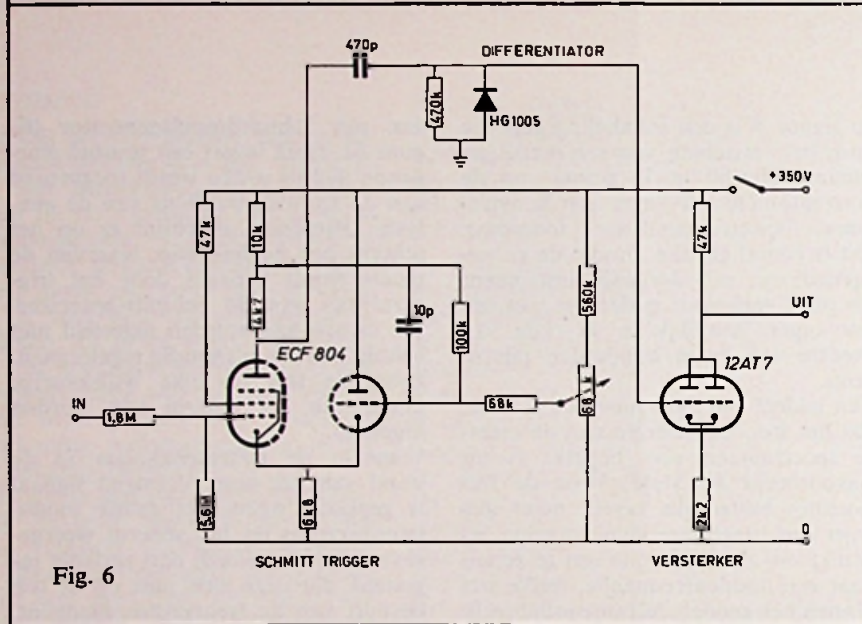 470p
DIFFERENTIATOR
470k
HG1005
+350V
47k
10k
47k
4k7
560k
UIT
10p
100k
ECF 804
12AT7
68k
IN
1,8M
5,6M
6k8
2k2
0
SCHMITT TRIGGER
VERSTERKER
Fig. 6